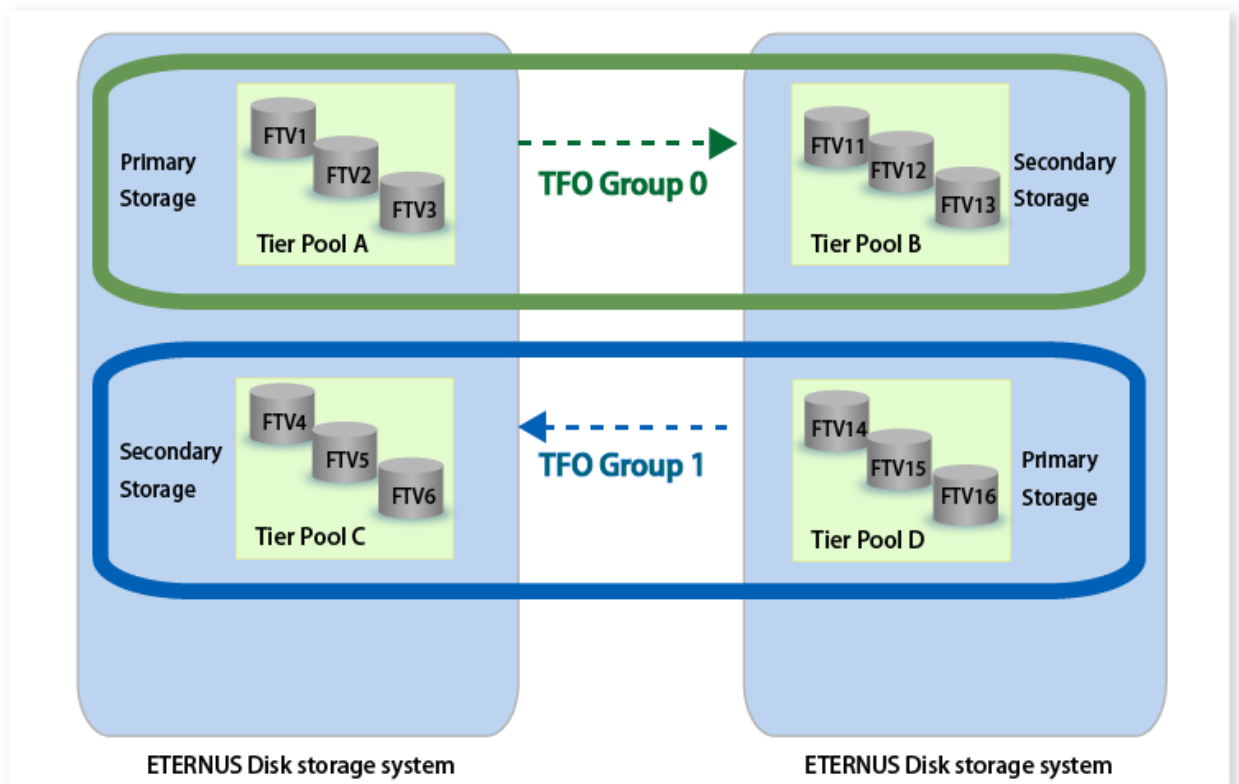 FTV1
FTV2
FTV3
Primary
Storage
Tier Pool A
TFO Group 0
FTV11
FTV12
FTV13
Secondary
Storage
Tier Pool B
FTV4
FTV5
FTV6
Secondary
Storage
Tier Pool C
TFO Group 1
FTV14
FTV15
FTV16
Primary
Storage
Tier Pool D
ETERNUS Disk storage system
ETERNUS Disk storage system